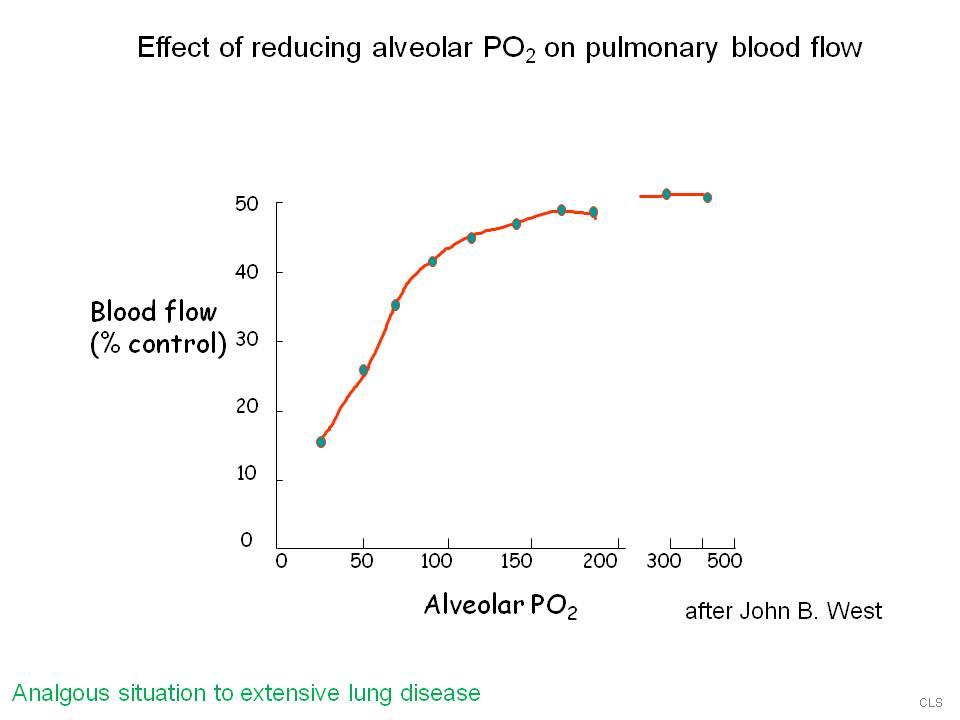 Effect of reducing alveolar PO2 on pulmonary blood flow
50
40
Blood flow
(% control)
30
20
10
0
0 50 100 150 200 300 500
Alveolar PO2
after John B. West
Analgous situation to extensive lung disease
CLS